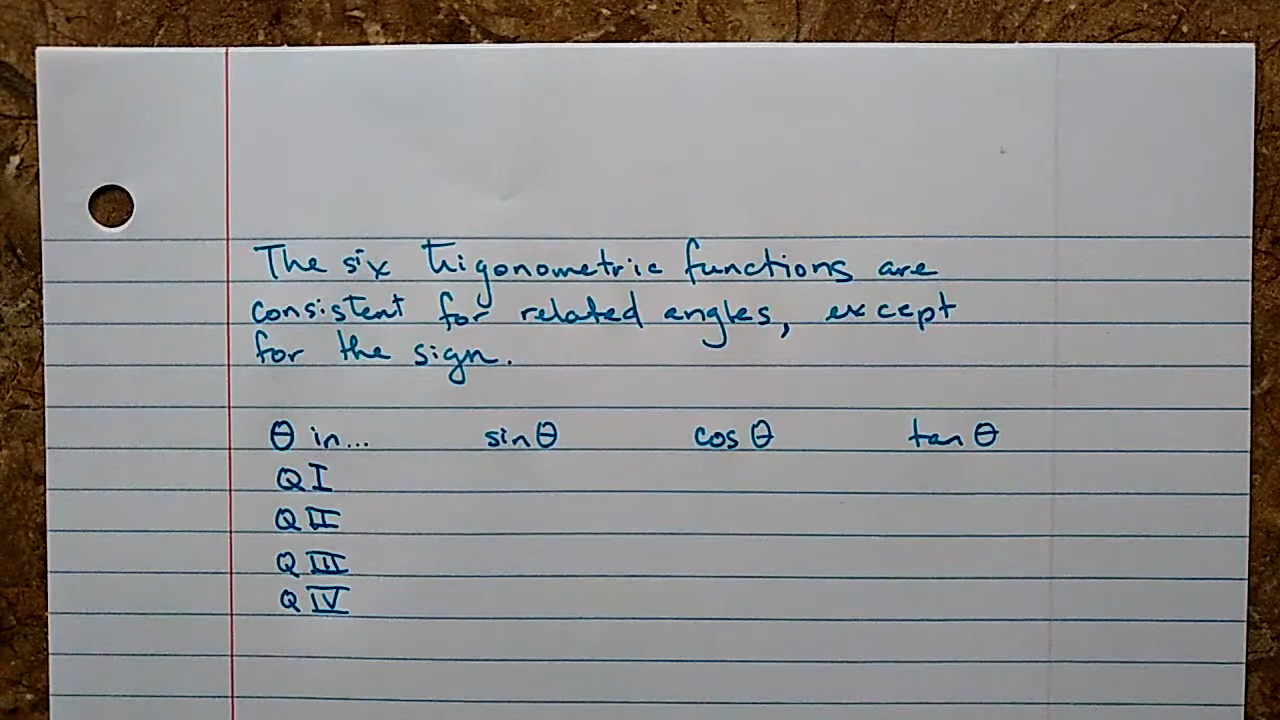 The six trigonometric functions are
consistent for related angles, except
for the sign.
θ in... sin θ cos θ tan θ
Q I
Q II
Q III
Q IV